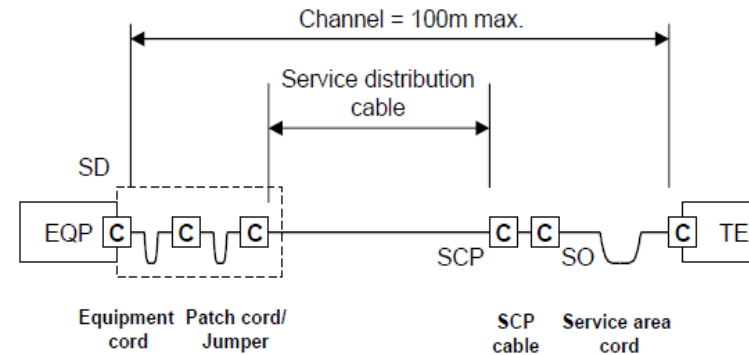 Channel = 100m max.
Service distribution
cable
SD
EQP C C C C C C TE
SCP SO
Equipment cord
Patch cord/ Jumper
SCP cable
Service area cord